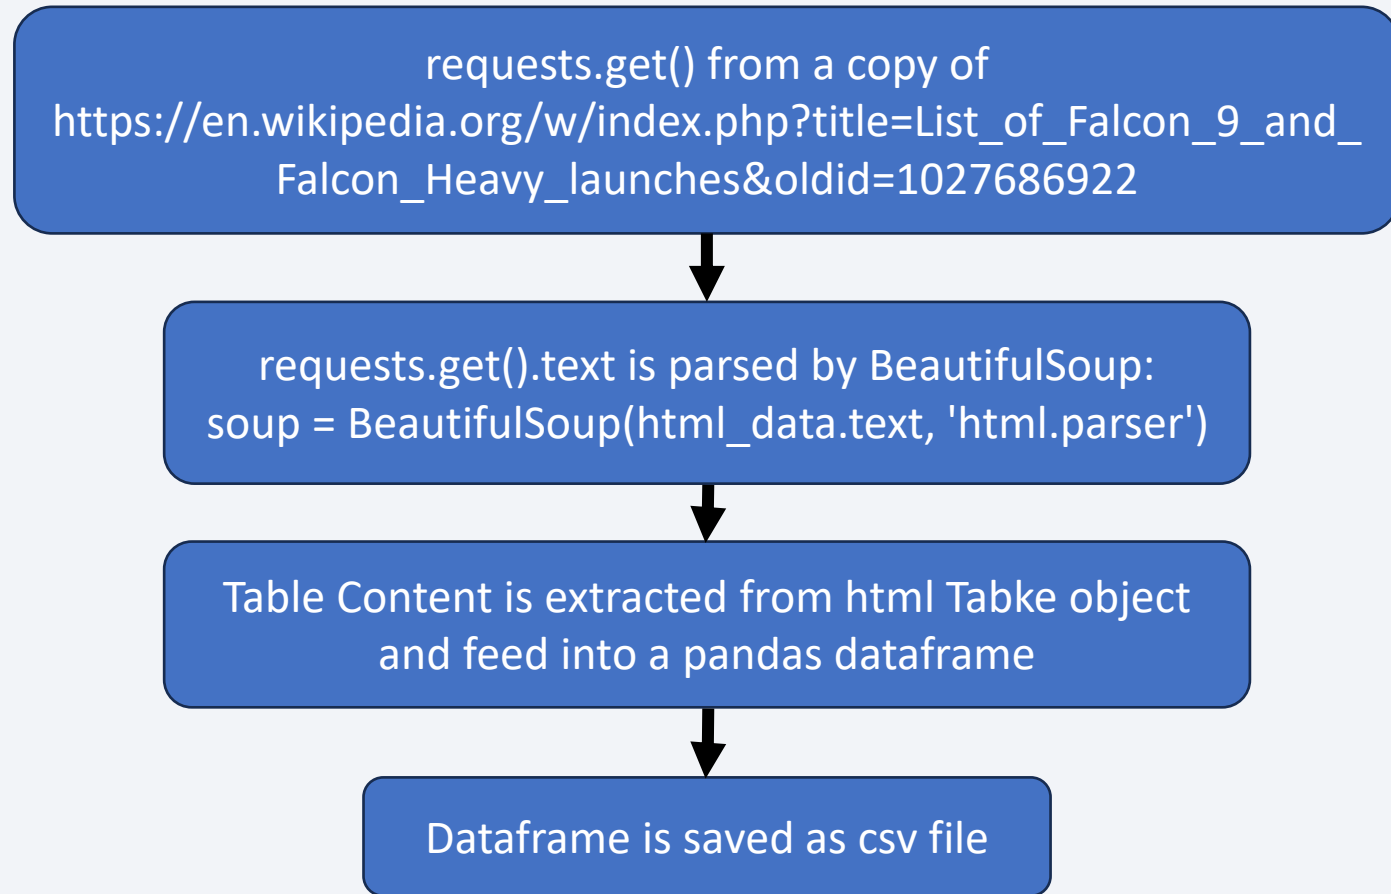 requests.get() from a copy of
https://en.wikipedia.org/w/index.php?title=List_of_Falcon_9_and_
Falcon_Heavy_launches&oldid=1027686922
requests.get().text is parsed by BeautifulSoup:
soup = BeautifulSoup(html_data.text, 'html.parser')
Table Content is extracted from html Tabke object
and feed into a pandas dataframe
Dataframe is saved as csv file